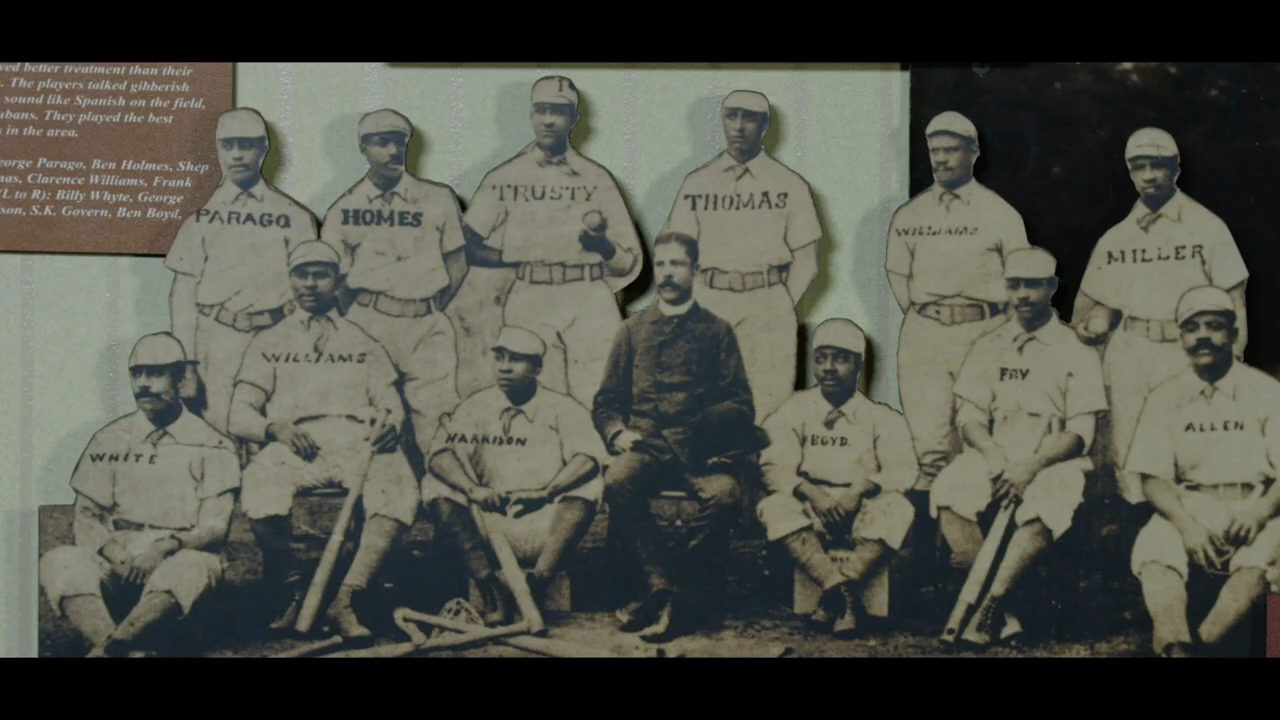 ved better treatment than their
. The players talked gibberish
sound like Spanish on the field,
bans. They played the best
s in the area.
eorge Parago, Ben Holmes, Shep
mas, Clarence Williams, Frank
L to R): Billy Whyte, George
son, S.K. Govern, Ben Boyd,
PARAGO
HOMES
TRUSTY
THOMAS
WILLIAMS
MILLER
WHITE
WILLIAMS
HARRISON
BOYD.
FRY
ALLEN